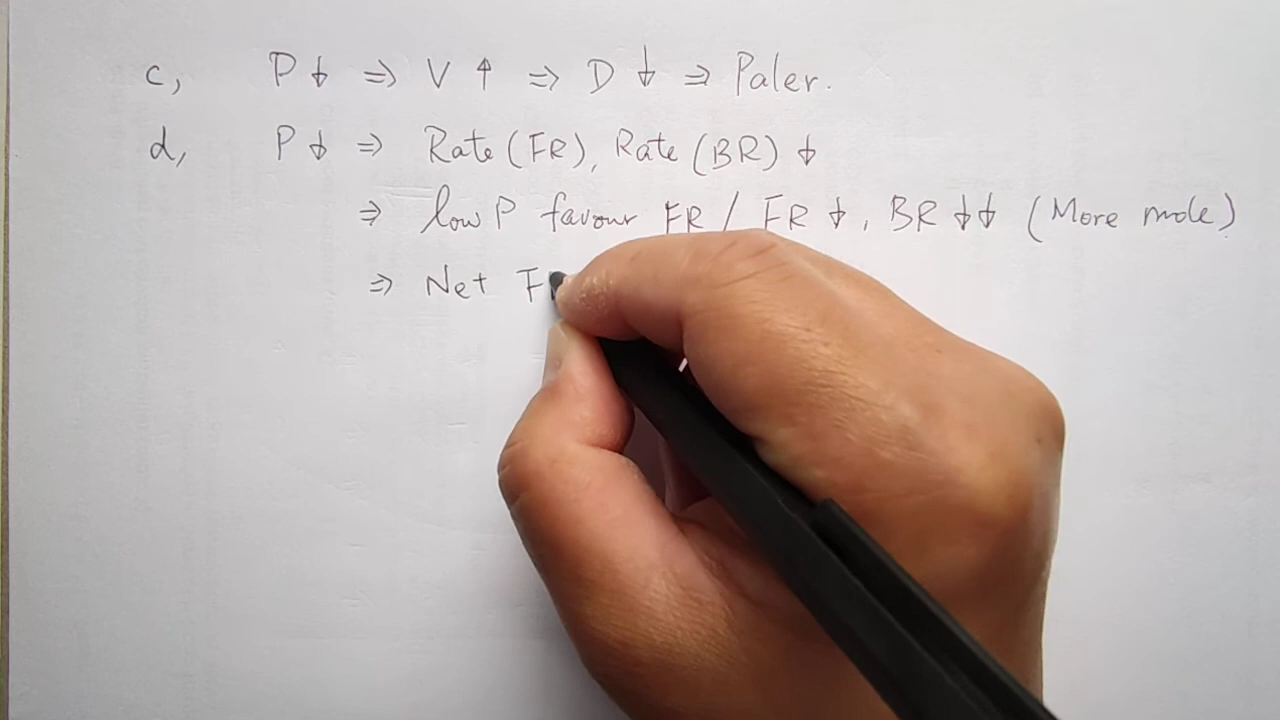 c, P ↓ ⇒ V ↑ ⇒ D ↓ ⇒ Paler.
d, P ↓ ⇒ Rate (FR), Rate (BR) ↓
⇒ low P favour FR / FR ↓, BR ↓↓ (More mole)
⇒ Net F